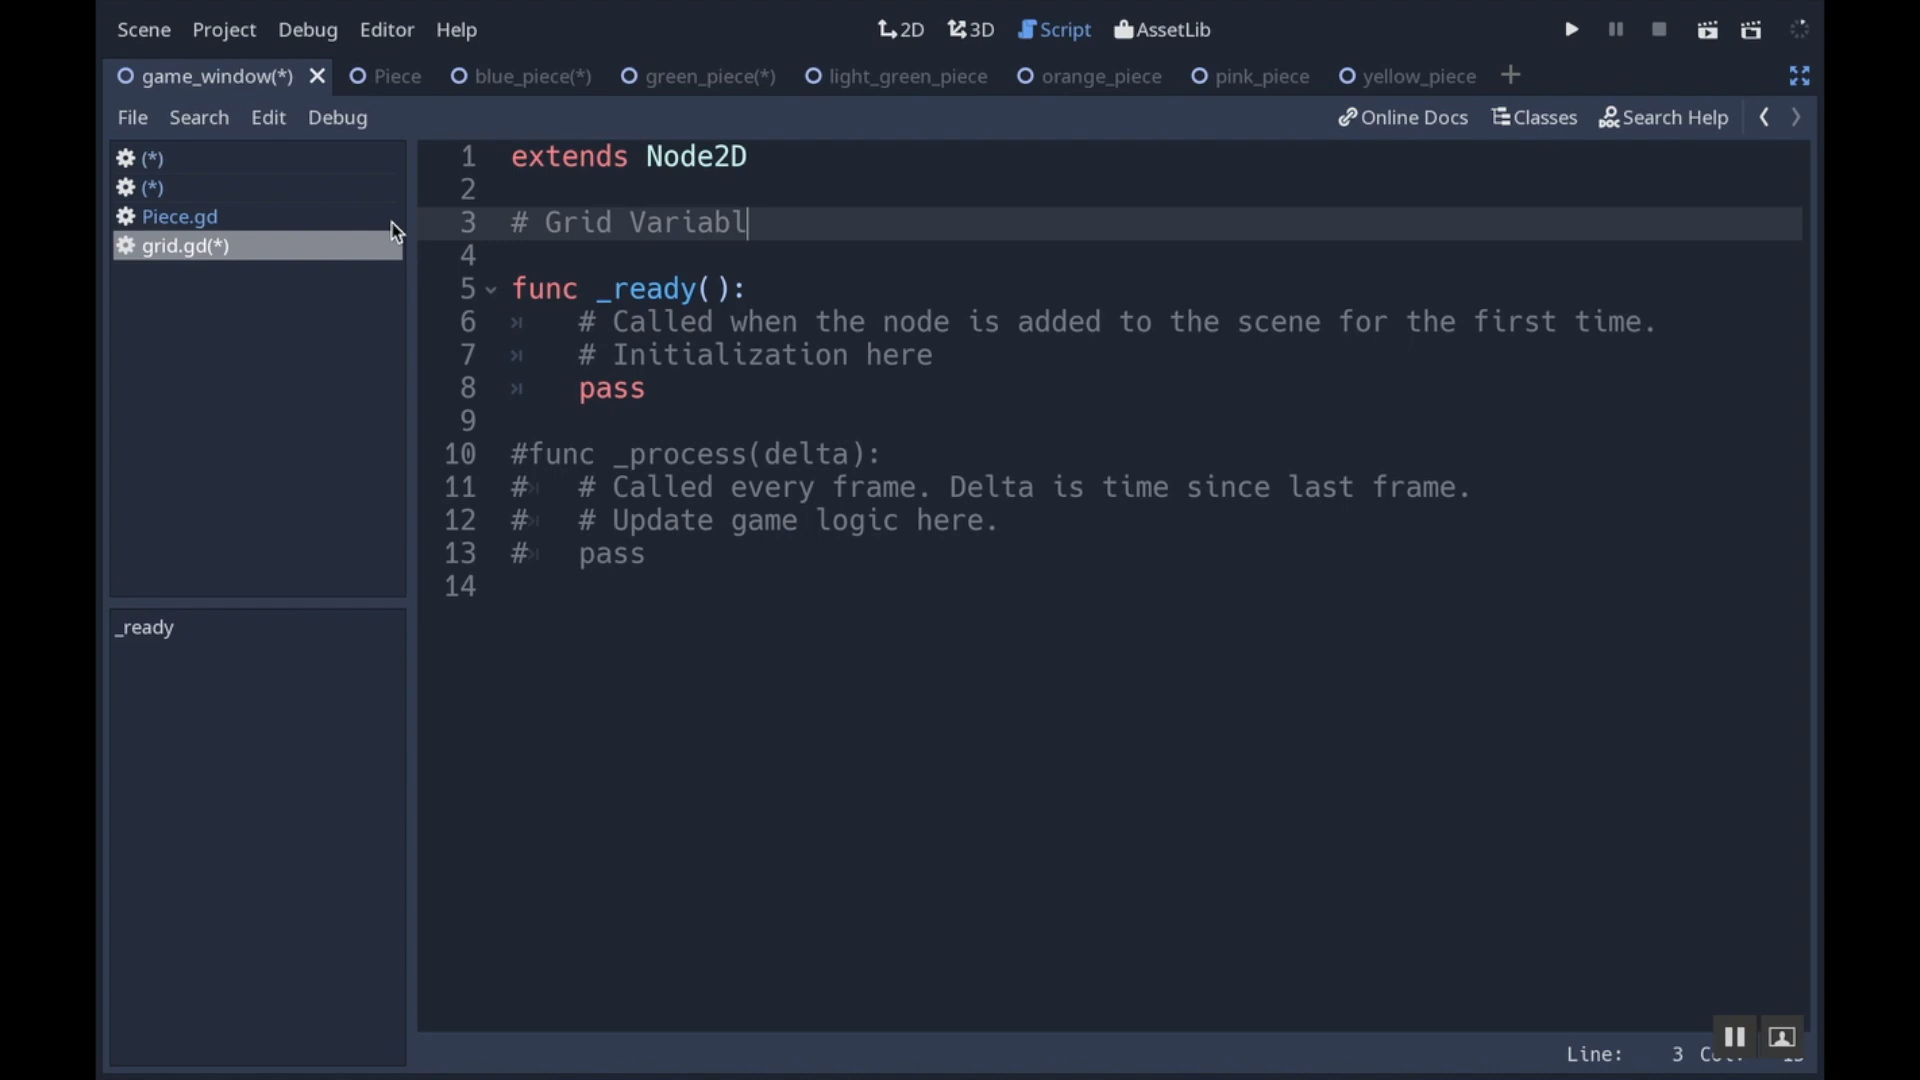 Scene Project Debug Editor Help 2D 3D Script AssetLib
game_window(*) Piece blue_piece(*) green_piece(*) light_green_piece orange_piece pink_piece yellow_piece
File Search Edit Debug Online Docs Classes Search Help
(*)
(*)
Piece.gd
grid.gd(*)
_ready
1 extends Node2D
2
3 # Grid Variabl
4
5 func _ready():
6 # Called when the node is added to the scene for the first time.
7 # Initialization here
8 pass
9
10 #func _process(delta):
11 # # Called every frame. Delta is time since last frame.
12 # # Update game logic here.
13 # pass
14
Line: 3